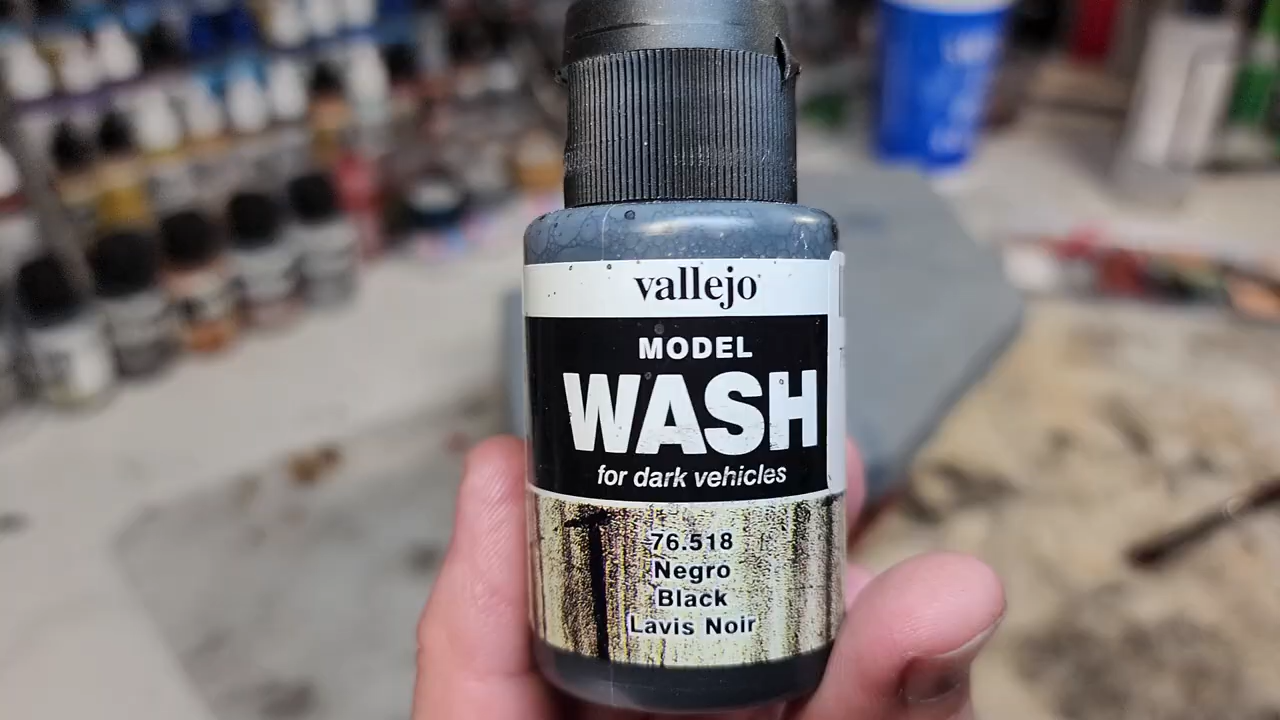 vallejo
MODEL
WASH
for dark vehicles
76.518
Negro
Black
Lavis Noir